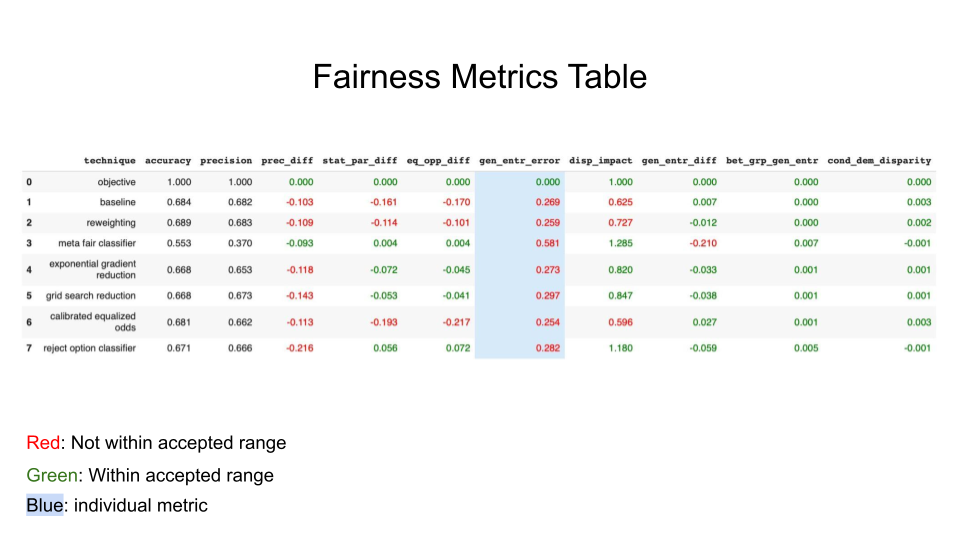 Fairness Metrics Table
technique accuracy precision prec_diff stat_par_diff eq_opp_diff gen_entr_error disp_impact gen_entr_diff bet_grp_gen_entr cond_dem_disparity
0 objective 1.000 1.000 0.000 0.000 0.000 0.000 1.000 0.000 0.000 0.000
1 baseline 0.684 0.682 -0.103 -0.161 -0.170 0.269 0.625 0.007 0.000 0.003
2 reweighting 0.689 0.683 -0.109 -0.114 -0.101 0.259 0.727 -0.012 0.000 0.002
3 meta fair classifier 0.553 0.370 -0.093 0.004 0.004 0.581 1.285 -0.210 0.007 -0.001
4 exponential gradient
reduction 0.668 0.653 -0.118 -0.072 -0.045 0.273 0.820 -0.033 0.001 0.001
5 grid search reduction 0.668 0.673 -0.143 -0.053 -0.041 0.297 0.847 -0.038 0.001 0.001
6 calibrated equalized
odds 0.681 0.662 -0.113 -0.193 -0.217 0.254 0.596 0.027 0.001 0.003
7 reject option classifier 0.671 0.666 -0.216 0.056 0.072 0.282 1.180 -0.059 0.005 -0.001
Red: Not within accepted range
Green: Within accepted range
Blue: individual metric